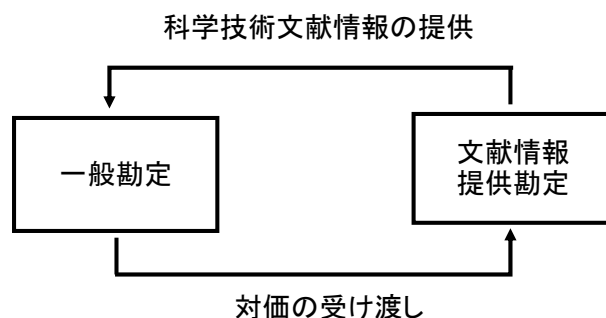 科学技術文献情報の提供
一般勘定
文献情報
提供勘定
対価の受け渡し